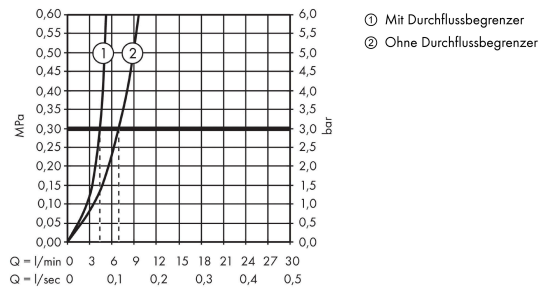 ① Mit Durchflussbegrenzer
② Ohne Durchflussbegrenzer
0,60 6,0
0,55 5,5
0,50 ① ② 5,0
0,45 4,5
0,40 4,0
0,35 3,5
MPa 0,30 3,0 bar
0,25 2,5
0,20 2,0
0,15 1,5
0,10 1,0
0,05 0,5
0,00 0,0
Q = l/min 0 3 6 9 12 15 18 21 24 27 30
Q = l/sec 0 0,1 0,2 0,3 0,4 0,5